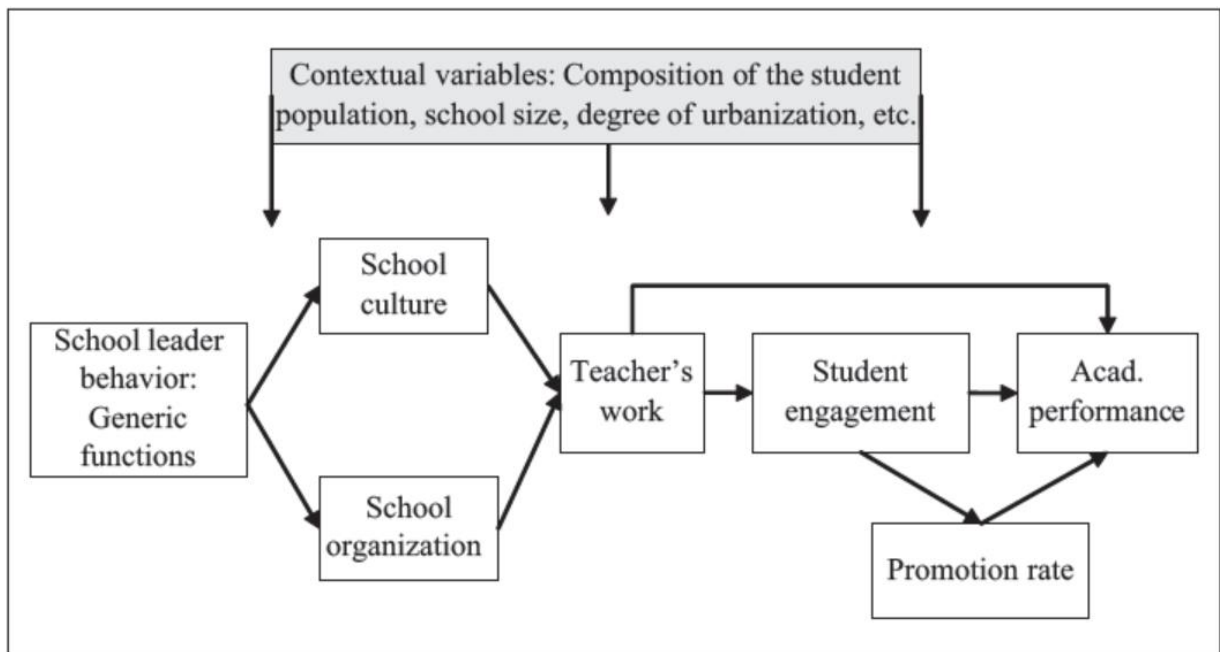 Contextual variables: Composition of the student
population, school size, degree of urbanization, etc.
School
culture
School leader
behavior:
Generic
functions
Teacher's
work
Student
engagement
Acad.
performance
School
organization
Promotion rate